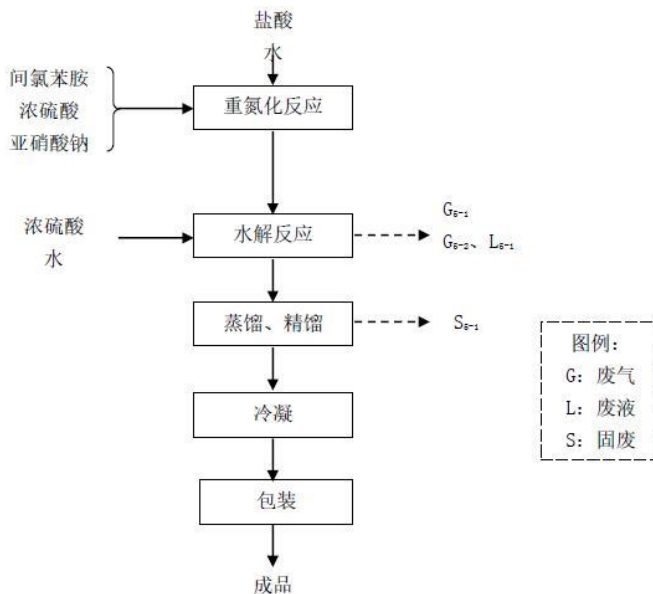 盐酸
水
间氯苯胺
浓硫酸
亚硝酸钠
重氮化反应
浓硫酸
水
水解反应
G₅₋₁
G₅₋₂、L₅₋₁
蒸馏、精馏
S₅₋₁
冷凝
包装
成品
图例：
G：废气
L：废液
S：固废